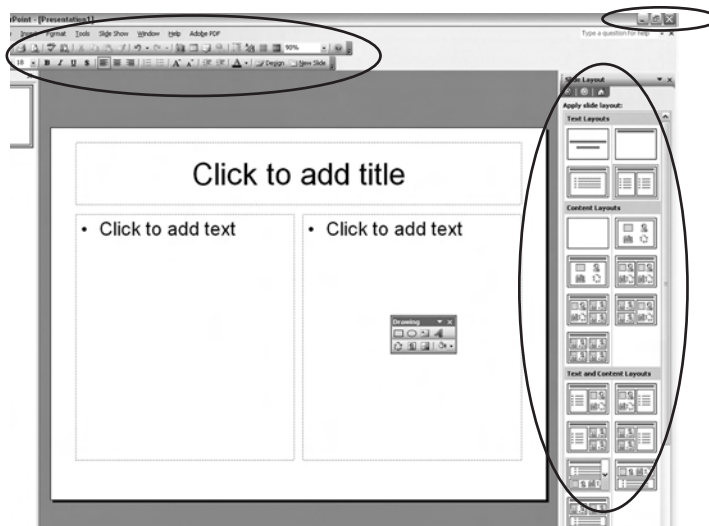 rPoint - [Presentation1]
Insert Format Tools Slide Show Window Help Adobe PDF
Type a question for help
90%
18 B I U S A A A Design New Slide
Slide Layout
Apply slide layout:
Text Layouts
Click to add title
• Click to add text
• Click to add text
Content Layouts
Drawing
Text and Content Layouts